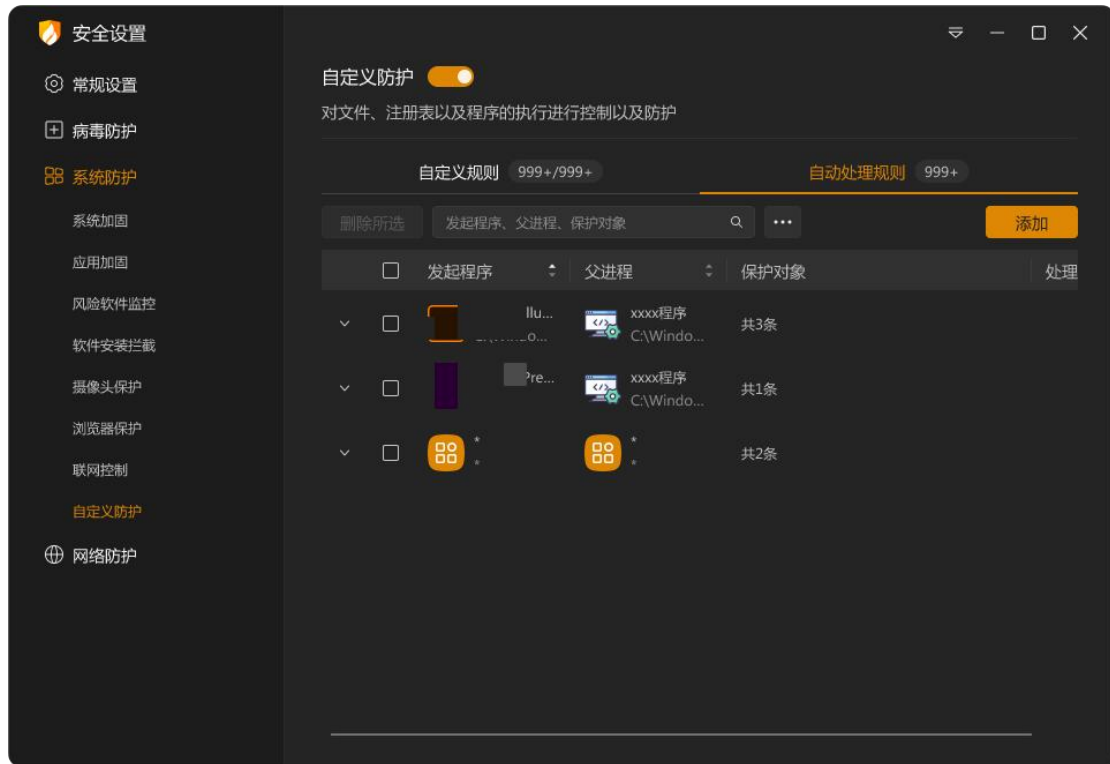 安全设置
常规设置
病毒防护
系统防护
系统加固
应用加固
风险软件监控
软件安装拦截
摄像头保护
浏览器保护
联网控制
自定义防护
网络防护
自定义防护
对文件、注册表以及程序的执行进行控制以及防护
自定义规则 999+/999+ 自动处理规则 999+
删除所选 发起程序、父进程、保护对象 ··· 添加
发起程序 父进程 保护对象 处理
llu... xxxx程序 共3条
C:\Windo...
Pre... xxxx程序 共1条
C:\Windo...
* * 共2条
* *